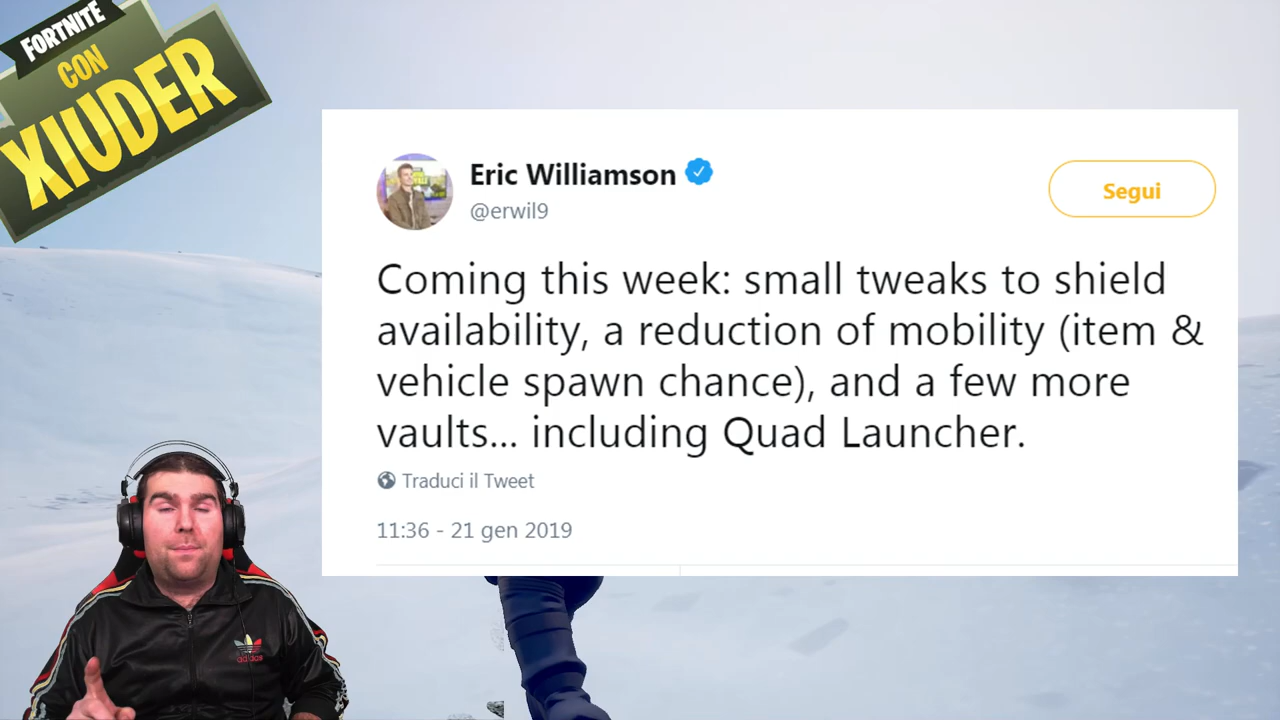 FORTNITE
CON
XIUDER
Eric Williamson
@erwil9
Segui
Coming this week: small tweaks to shield
availability, a reduction of mobility (item &
vehicle spawn chance), and a few more
vaults... including Quad Launcher.
Traduci il Tweet
11:36 - 21 gen 2019
adidas